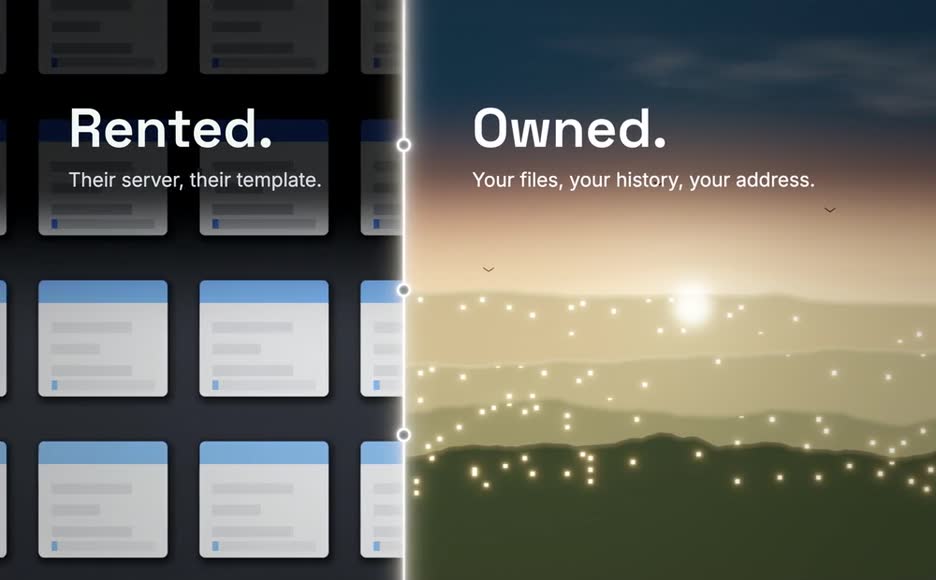 Rented.
Their server, their template.
Owned.
Your files, your history, your address.